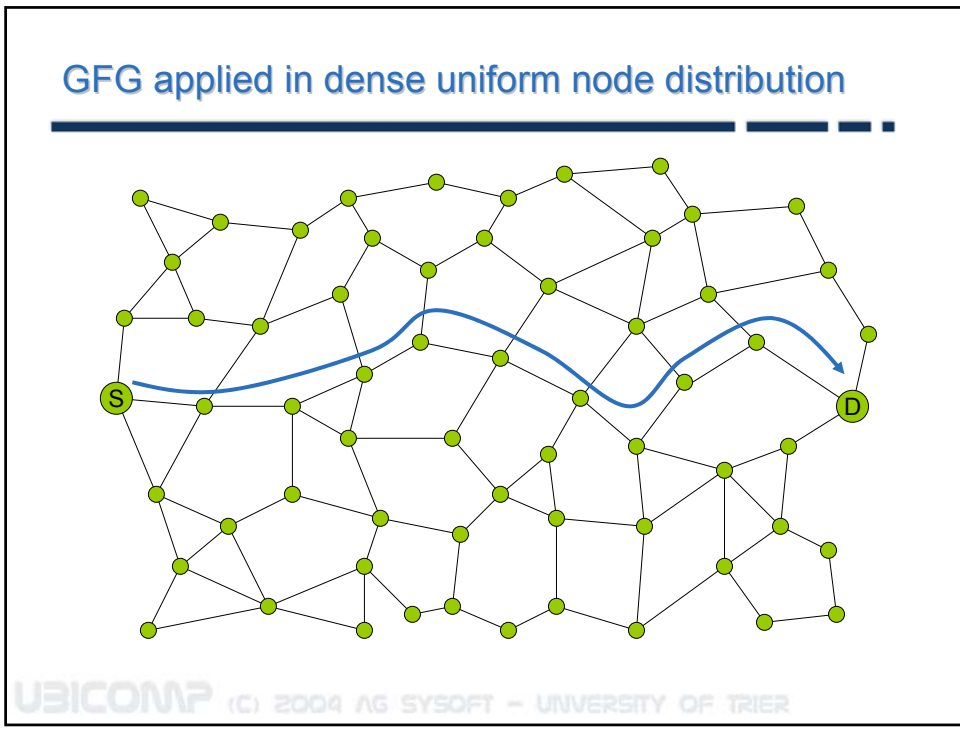 GFG applied in dense uniform node distribution
S
D
UBICOMP (C) 2004 AG SYSOFT – UNIVERSITY OF TRIER